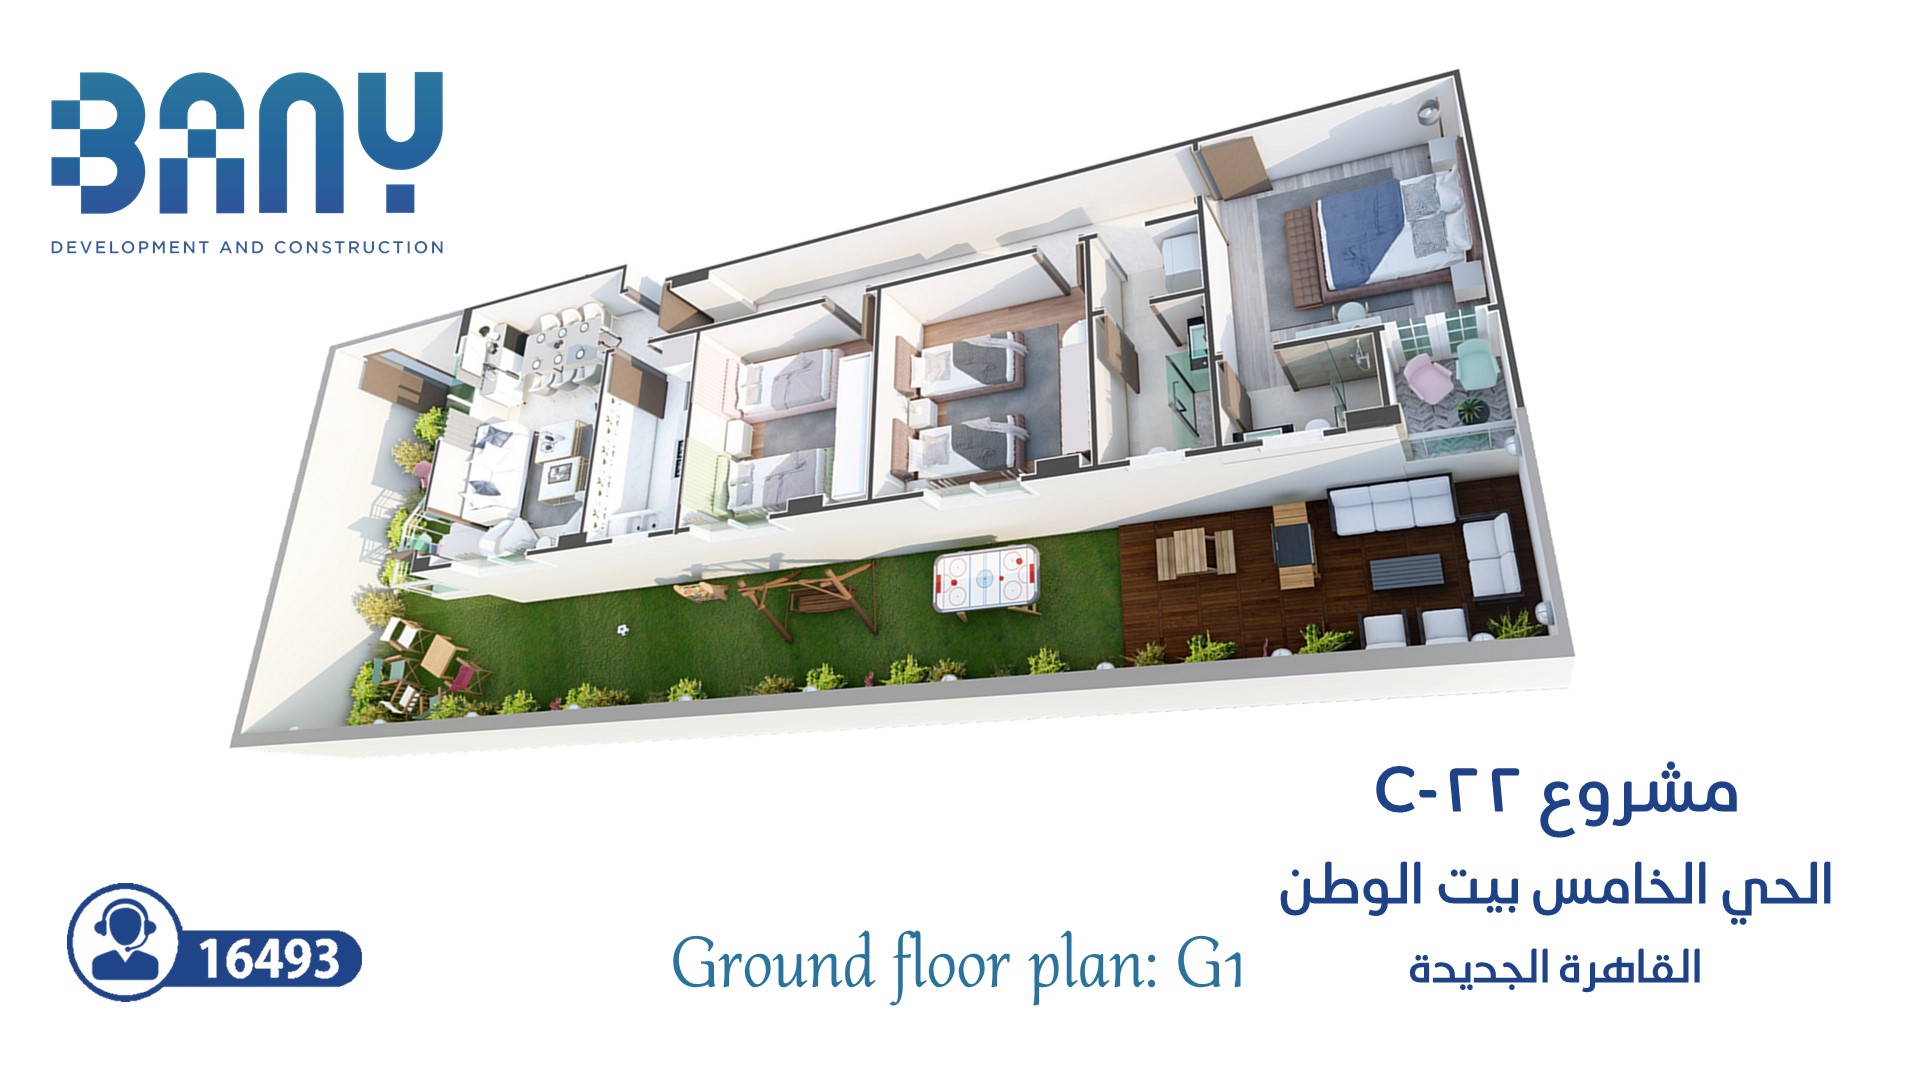 BANY
DEVELOPMENT AND CONSTRUCTION
مشروع C-٢٢
الحي الخامس بيت الوطن
القاهرة الجديدة
Ground floor plan: G1
16493